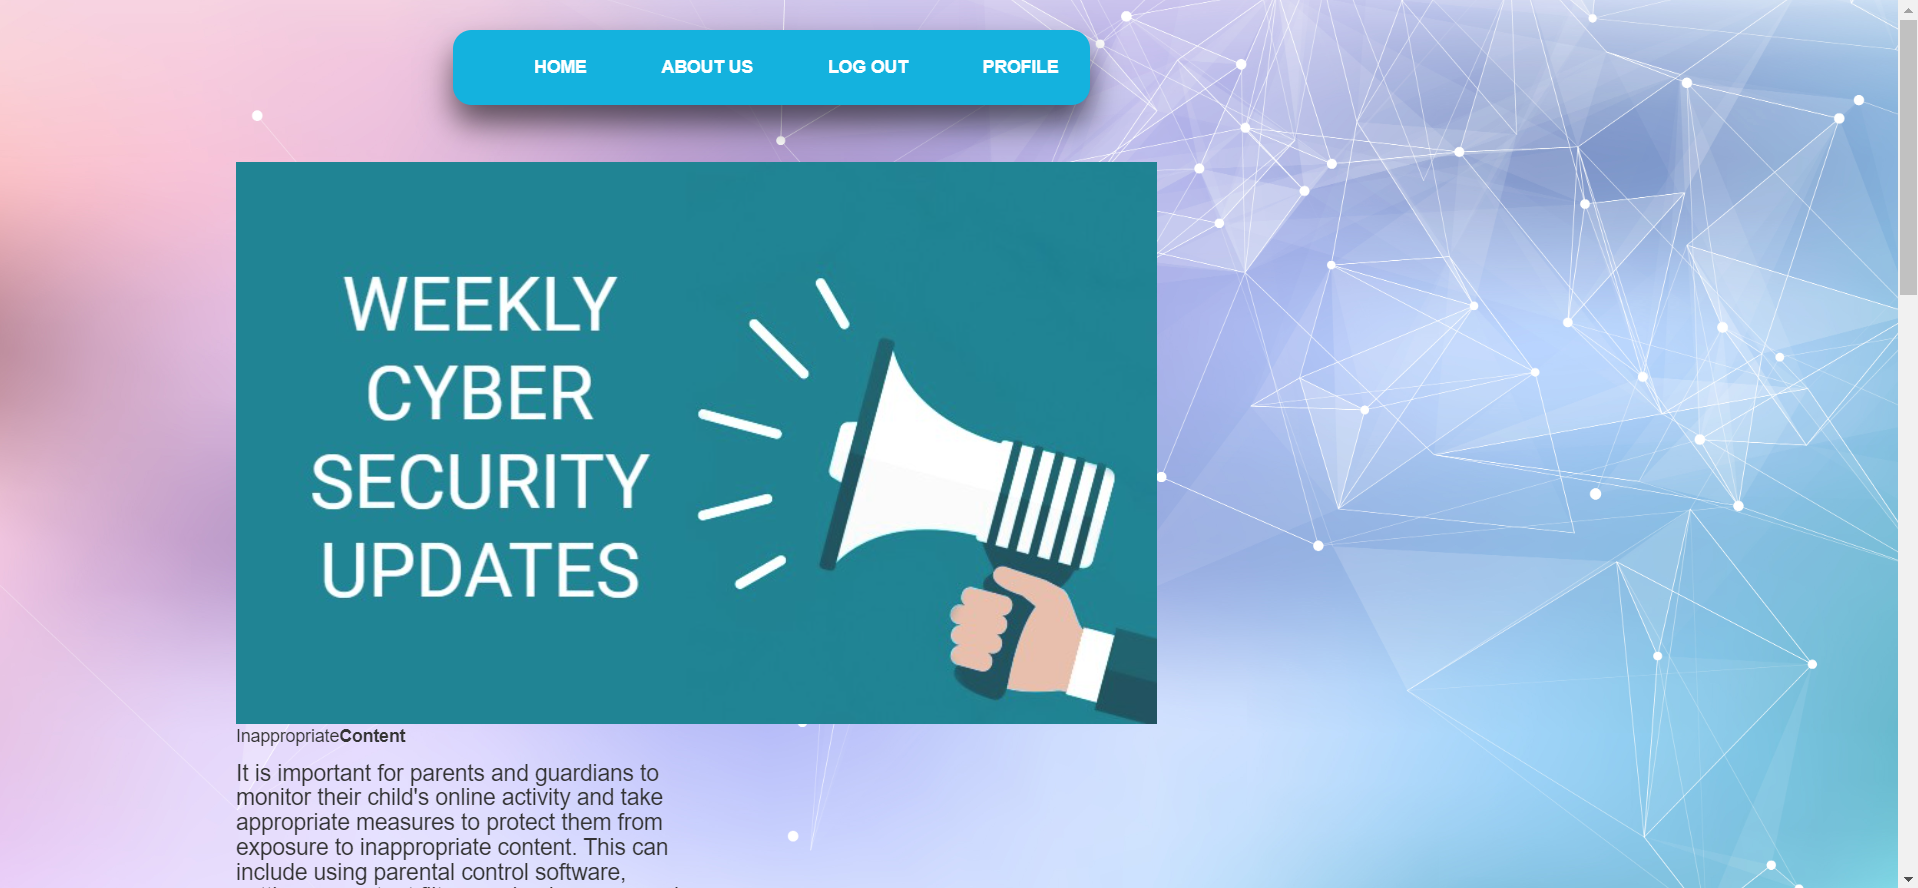 HOME ABOUT US LOG OUT PROFILE
WEEKLY
CYBER
SECURITY
UPDATES
InappropriateContent
It is important for parents and guardians to
monitor their child's online activity and take
appropriate measures to protect them from
exposure to inappropriate content. This can
include using parental control software,